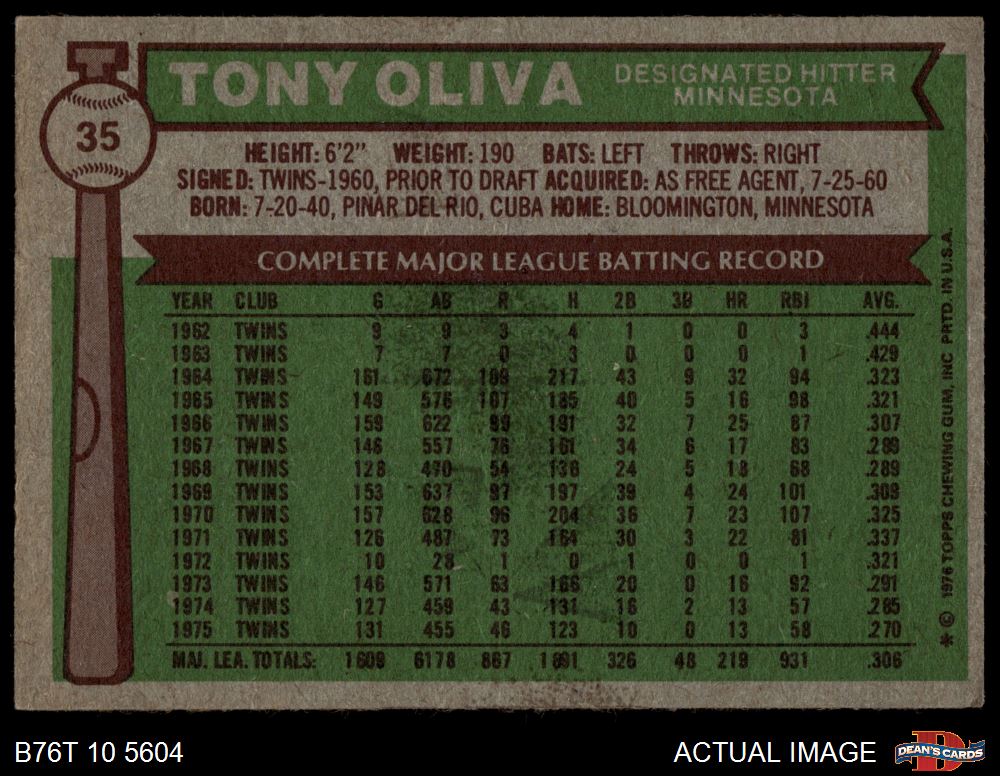 35
TONY OLIVA
DESIGNATED HITTER
MINNESOTA
HEIGHT: 6'2" WEIGHT: 190 BATS: LEFT THROWS: RIGHT
SIGNED: TWINS-1960, PRIOR TO DRAFT ACQUIRED: AS FREE AGENT, 7-25-60
BORN: 7-20-40, PINAR DEL RIO, CUBA HOME: BLOOMINGTON, MINNESOTA
COMPLETE MAJOR LEAGUE BATTING RECORD
YEAR CLUB G AB R H 2B 3B HR RBI AVG.
1962 TWINS 9 9 3 4 1 0 0 3 .444
1963 TWINS 7 7 0 3 0 0 0 1 .429
1964 TWINS 161 672 109 217 43 9 32 94 .323
1965 TWINS 149 576 107 185 40 5 16 98 .321
1966 TWINS 159 622 99 191 32 7 25 87 .307
1967 TWINS 146 557 76 161 34 6 17 83 .289
1968 TWINS 128 470 54 136 24 5 18 68 .289
1969 TWINS 153 637 97 197 39 4 24 101 .309
1970 TWINS 157 628 96 204 36 7 23 107 .325
1971 TWINS 126 487 73 164 30 3 22 81 .337
1972 TWINS 10 28 1 0 1 0 0 1 .321
1973 TWINS 146 571 63 166 20 0 16 92 .291
1974 TWINS 127 459 43 131 16 2 13 57 .285
1975 TWINS 131 455 46 123 10 0 13 58 .270
MAJ. LEA. TOTALS: 1609 6178 867 1891 326 48 219 931 .306
* © 1976 TOPPS CHEWING GUM, INC PRTD. IN U.S.A.
B76T 10 5604
ACTUAL IMAGE
DEAN'S CARDS